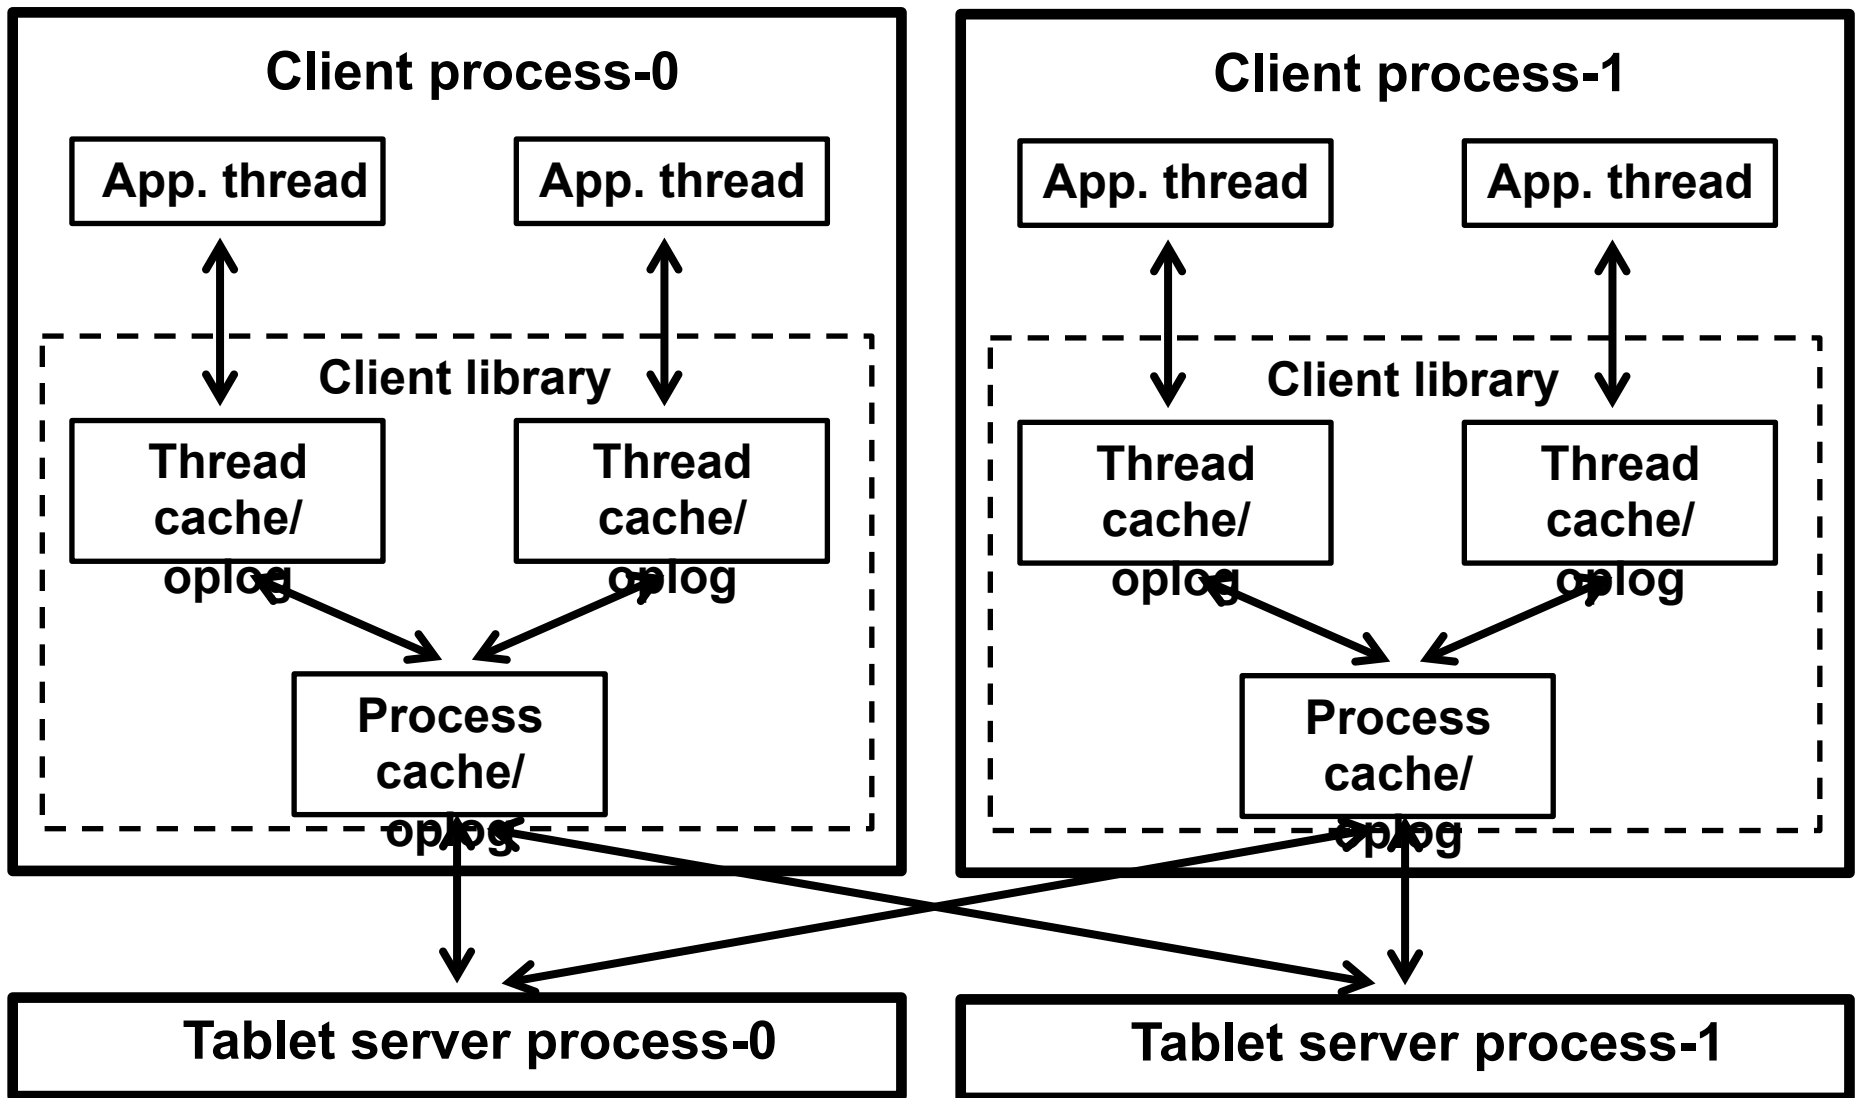 Client process-0
App. thread
App. thread
Client library
Thread
cache/
oplog
Thread
cache/
oplog
Process
cache/
oplog
Client process-1
App. thread
App. thread
Client library
Thread
cache/
oplog
Thread
cache/
oplog
Process
cache/
oplog
Tablet server process-0
Tablet server process-1